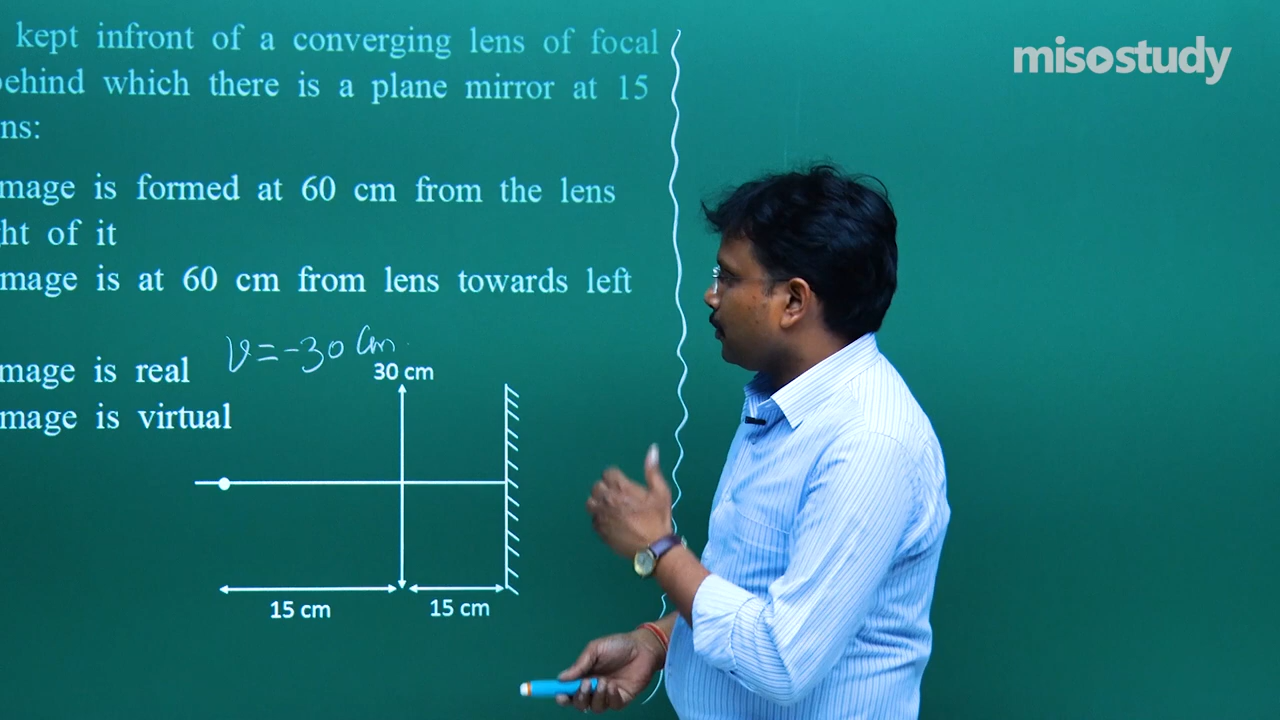 kept infront of a converging lens of focal
misostudy
ehind which there is a plane mirror at 15
ns:
mage is formed at 60 cm from the lens
ht of it
mage is at 60 cm from lens towards left
v = -30 cm.
mage is real
30 cm
mage is virtual
15 cm
15 cm